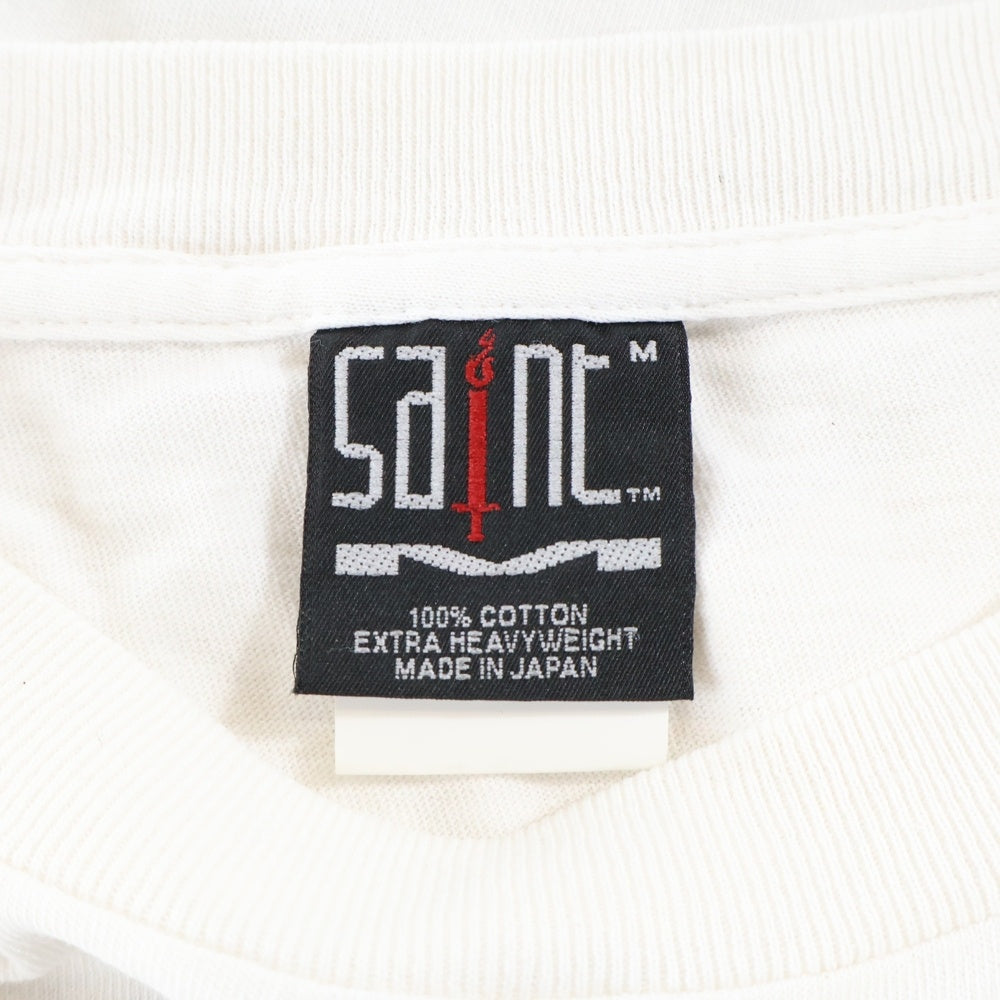 saint M
™
100% COTTON
EXTRA HEAVYWEIGHT
MADE IN JAPAN